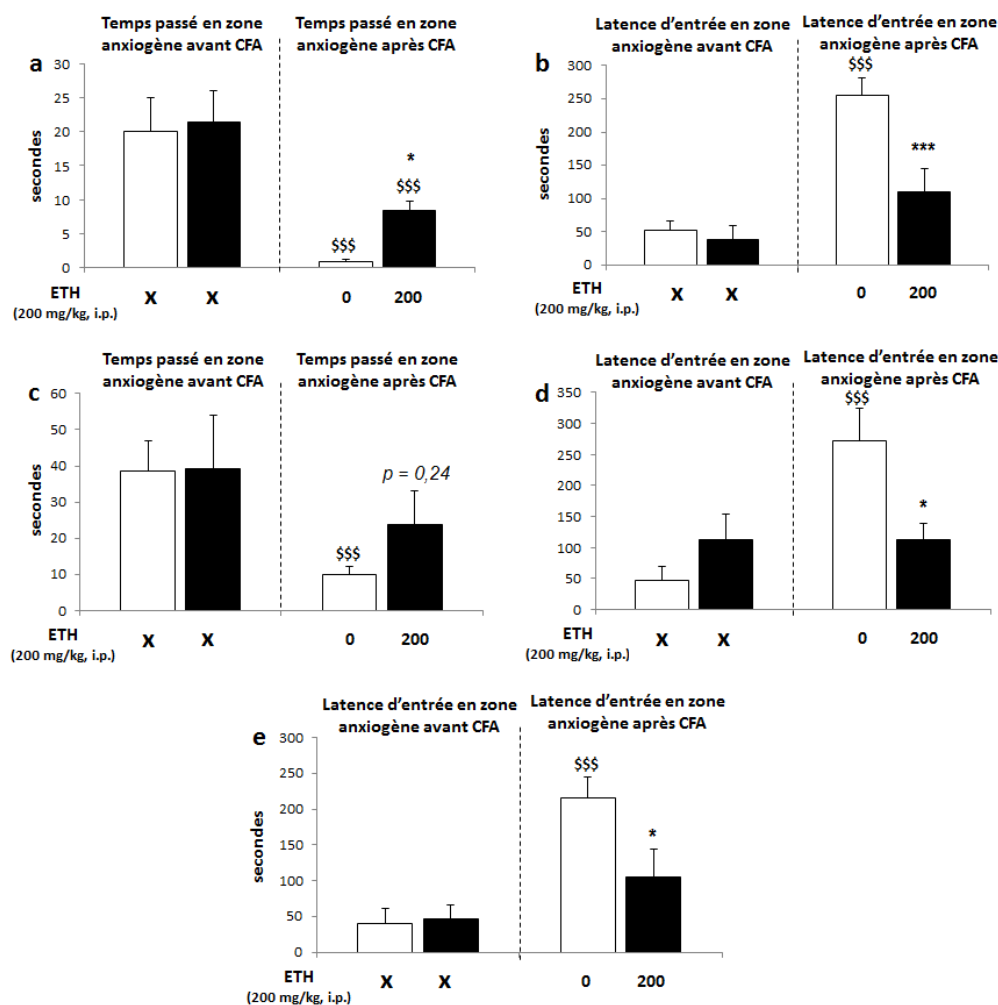 Temps passé en zone
anxiogène avant CFA
Temps passé en zone
anxiogène après CFA
a
secondes
30
25
20
15
10
5
0
$$$
*
$$$
ETH
(200 mg/kg, i.p.)
X X 0 200
Latence d'entrée en zone
anxiogène avant CFA
Latence d'entrée en zone
anxiogène après CFA
b
secondes
300
250
200
150
100
50
0
$$$
***
ETH
(200 mg/kg, i.p.)
X X 0 200
Temps passé en zone
anxiogène avant CFA
Temps passé en zone
anxiogène après CFA
c
secondes
60
50
40
30
20
10
0
$$$
p = 0,24
ETH
(200 mg/kg, i.p.)
X X 0 200
Latence d'entrée en zone
anxiogène avant CFA
Latence d'entrée en zone
anxiogène après CFA
d
secondes
350
300
250
200
150
100
50
0
$$$
*
ETH
(200 mg/kg, i.p.)
X X 0 200
Latence d'entrée en zone
anxiogène avant CFA
Latence d'entrée en zone
anxiogène après CFA
e
secondes
300
250
200
150
100
50
0
$$$
*
ETH
(200 mg/kg, i.p.)
X X 0 200